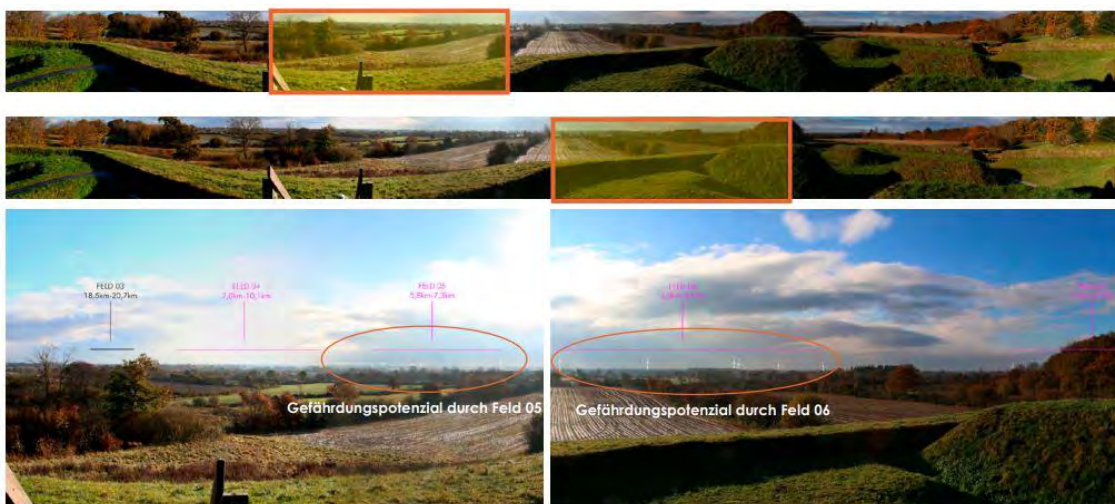 FELD 03
18,5km-20,7km
FELD 04
7,0km-10,1km
FELD 05
5,8km-7,3km
Gefährdungspotenzial durch Feld 05
Gefährdungspotenzial durch Feld 06